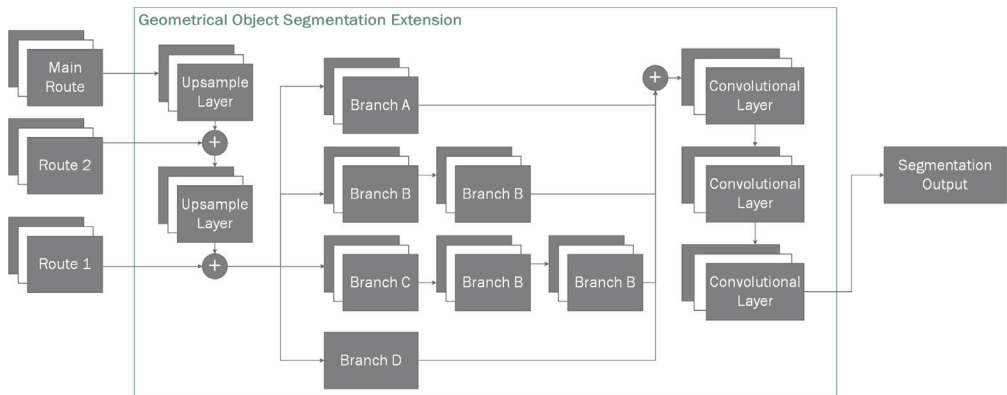 Geometrical Object Segmentation Extension
Main
Route
Upsample
Layer
Branch A
Convolutional
Layer
Route 2
Upsample
Layer
Branch B
Branch B
Convolutional
Layer
Segmentation
Output
Route 1
Branch C
Branch B
Branch B
Convolutional
Layer
Branch D